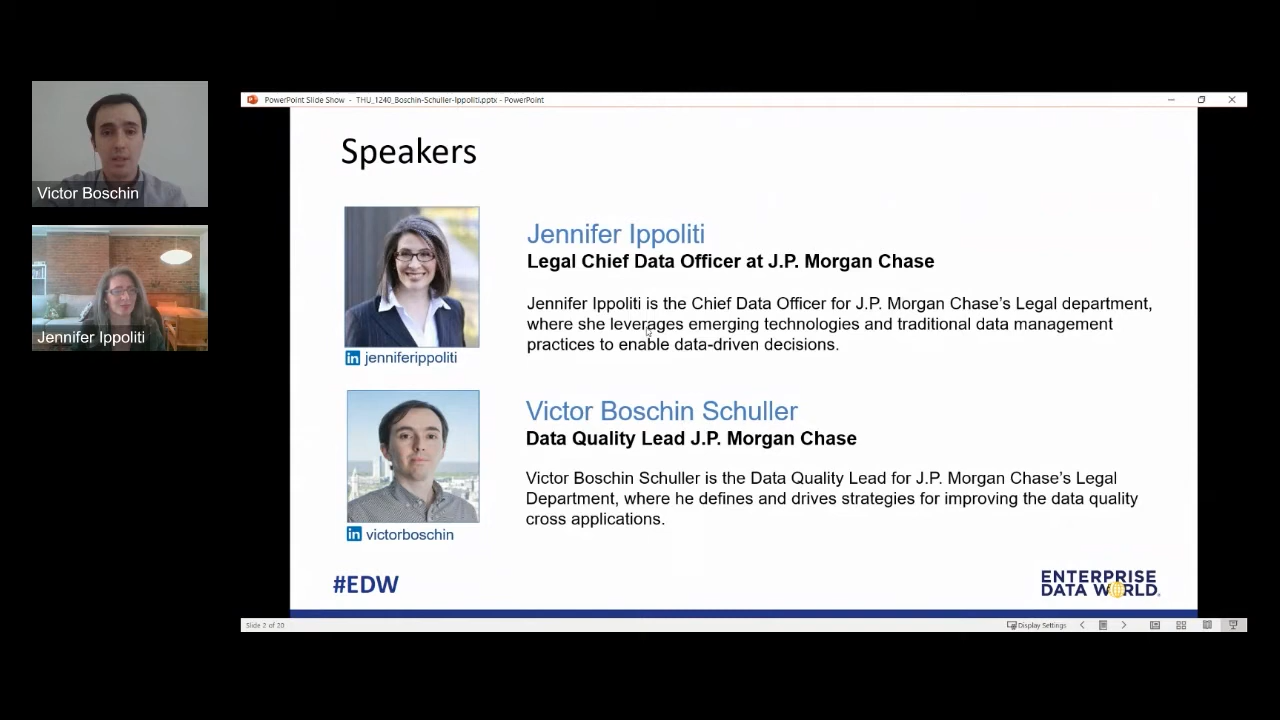 PowerPoint Slide Show - THU_1240_Boschin-Schuller-Ippoliti.pptx - PowerPoint
Victor Boschin
Jennifer Ippoliti
Speakers
Jennifer Ippoliti
Legal Chief Data Officer at J.P. Morgan Chase
Jennifer Ippoliti is the Chief Data Officer for J.P. Morgan Chase’s Legal department,
where she leverages emerging technologies and traditional data management
practices to enable data-driven decisions.
in jenniferippoliti
Victor Boschin Schuller
Data Quality Lead J.P. Morgan Chase
Victor Boschin Schuller is the Data Quality Lead for J.P. Morgan Chase’s Legal
Department, where he defines and drives strategies for improving the data quality
cross applications.
in victorboschin
#EDW
ENTERPRISE
DATA WORLD
Slide 2 of 20
Display Settings